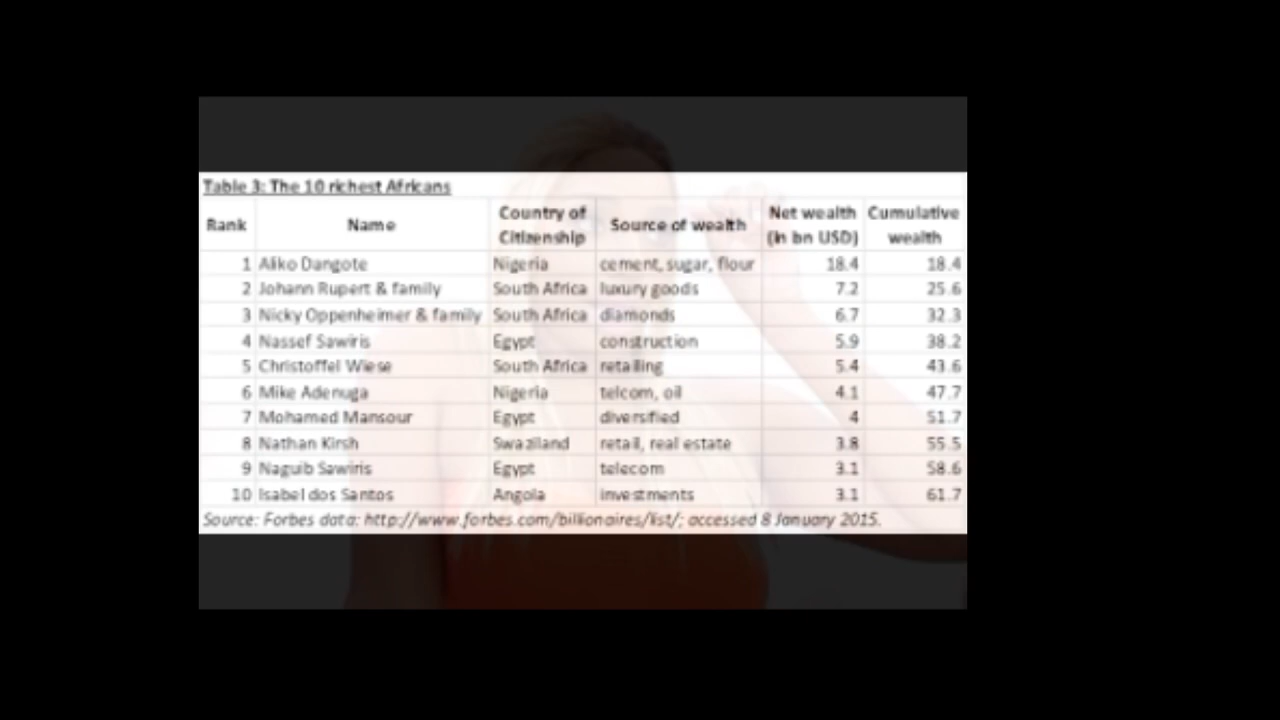 Table 3: The 10 richest Africans
Rank Name Country of Citizenship Source of wealth Net wealth (in bn USD) Cumulative wealth
1 Aliko Dangote Nigeria cement, sugar, flour 18.4 18.4
2 Johann Rupert & family South Africa luxury goods 7.2 25.6
3 Nicky Oppenheimer & family South Africa diamonds 6.7 32.3
4 Nassef Sawiris Egypt construction 5.9 38.2
5 Christoffel Wiese South Africa retailing 5.4 43.6
6 Mike Adenuga Nigeria telcom, oil 4.1 47.7
7 Mohamed Mansour Egypt diversified 4 51.7
8 Nathan Kirsh Swaziland retail, real estate 3.8 55.5
9 Naguib Sawiris Egypt telecom 3.1 58.6
10 Isabel dos Santos Angola investments 3.1 61.7
Source: Forbes data: http://www.forbes.com/billionaires/list/; accessed 8 January 2015.